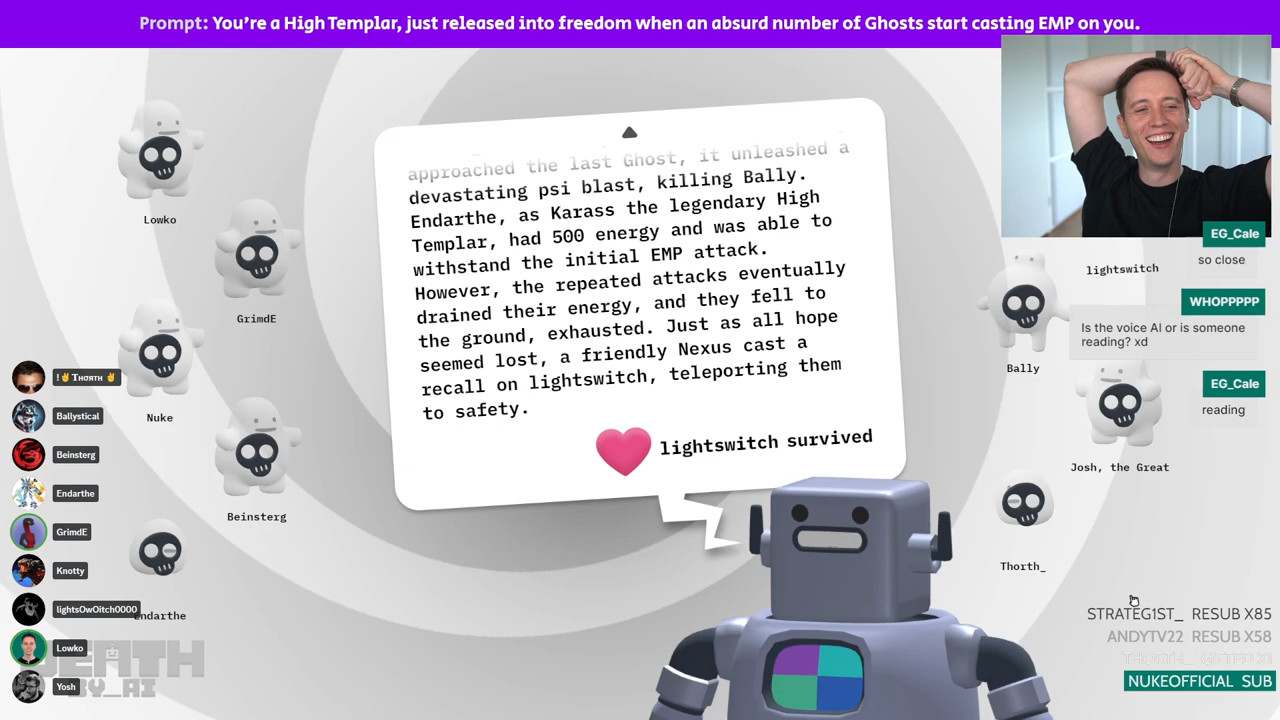 Prompt: You're a High Templar, just released into freedom when an absurd number of Ghosts start casting EMP on you.
approached the last Ghost, it unleashed a
devastating psi blast, killing Bally.
Endarthe, as Karass the legendary High
Templar, had 500 energy and was able to
withstand the initial EMP attack.
However, the repeated attacks eventually
drained their energy, and they fell to
the ground, exhausted. Just as all hope
seemed lost, a friendly Nexus cast a
recall on lightswitch, teleporting them
to safety.
lightswitch survived
Lowko
GrimdE
Nuke
Beinsterg
Endarthe
lightswitch
Bally
Josh, the Great
Thorth_
EG_Cale
so close
WHOPPPPP
Is the voice AI or is someone
reading? xd
EG_Cale
reading
!✌Thorth ✌
Ballystical
Beinsterg
Endarthe
GrimdE
Knotty
lightsOwOitch0000
Lowko
Yosh
DEATH
BY_AI
STRATEG1ST_ RESUB X85
ANDYTV22 RESUB X58
NUKEOFFICIAL SUB